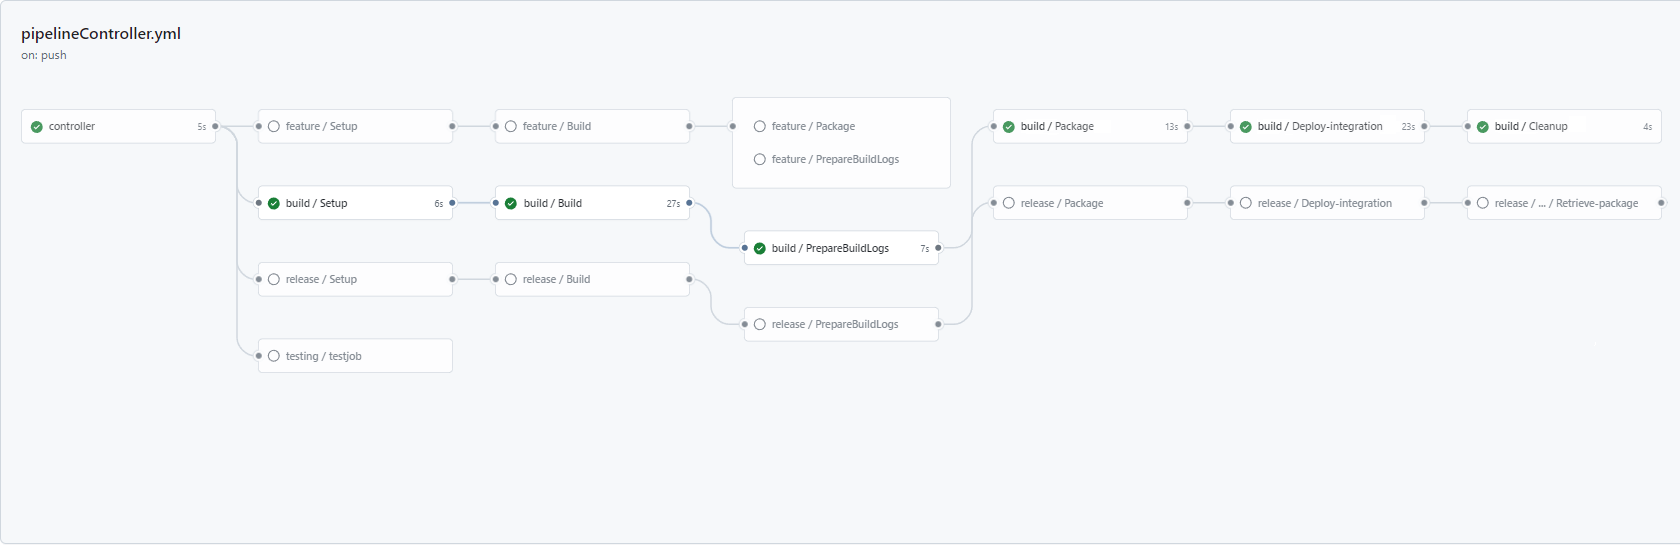 pipelineController.yml
on: push
controller 5s
feature / Setup
feature / Build
feature / Package
feature / PrepareBuildLogs
build / Package 13s
build / Deploy-integration 23s
build / Cleanup 4s
build / Setup 6s
build / Build 27s
build / PrepareBuildLogs 7s
release / Package
release / Deploy-integration
release / ... / Retrieve-package
release / Setup
release / Build
release / PrepareBuildLogs
testing / testjob